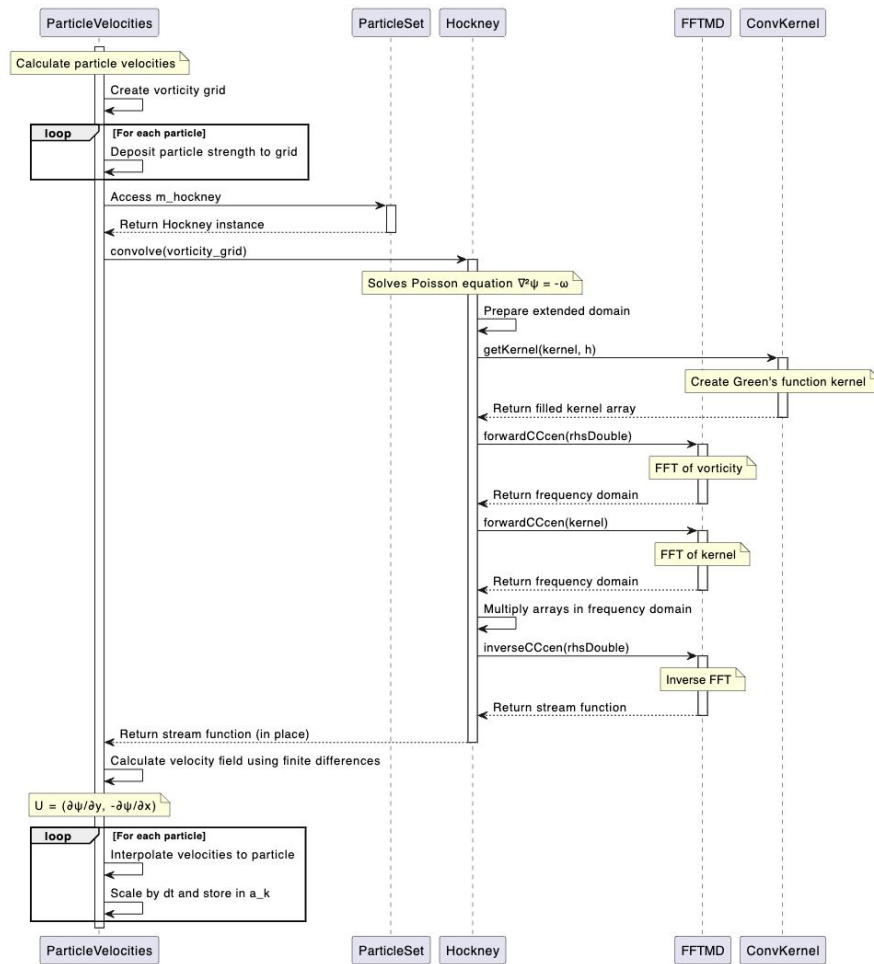 ParticleVelocities ParticleSet Hockney FFTMD ConvKernel
Calculate particle velocities
Create vorticity grid
loop [For each particle]
Deposit particle strength to grid
Access m_hockney
Return Hockney instance
convolve(vorticity_grid)
Solves Poisson equation ∇²ψ = -ω
Prepare extended domain
getKernel(kernel, h)
Create Green's function kernel
Return filled kernel array
forwardCCcen(rhsDouble)
FFT of vorticity
Return frequency domain
forwardCCcen(kernel)
FFT of kernel
Return frequency domain
Multiply arrays in frequency domain
inverseCCcen(rhsDouble)
Inverse FFT
Return stream function
Return stream function (in place)
Calculate velocity field using finite differences
U = (∂ψ/∂y, -∂ψ/∂x)
loop [For each particle]
Interpolate velocities to particle
Scale by dt and store in a_k
ParticleVelocities ParticleSet Hockney FFTMD ConvKernel